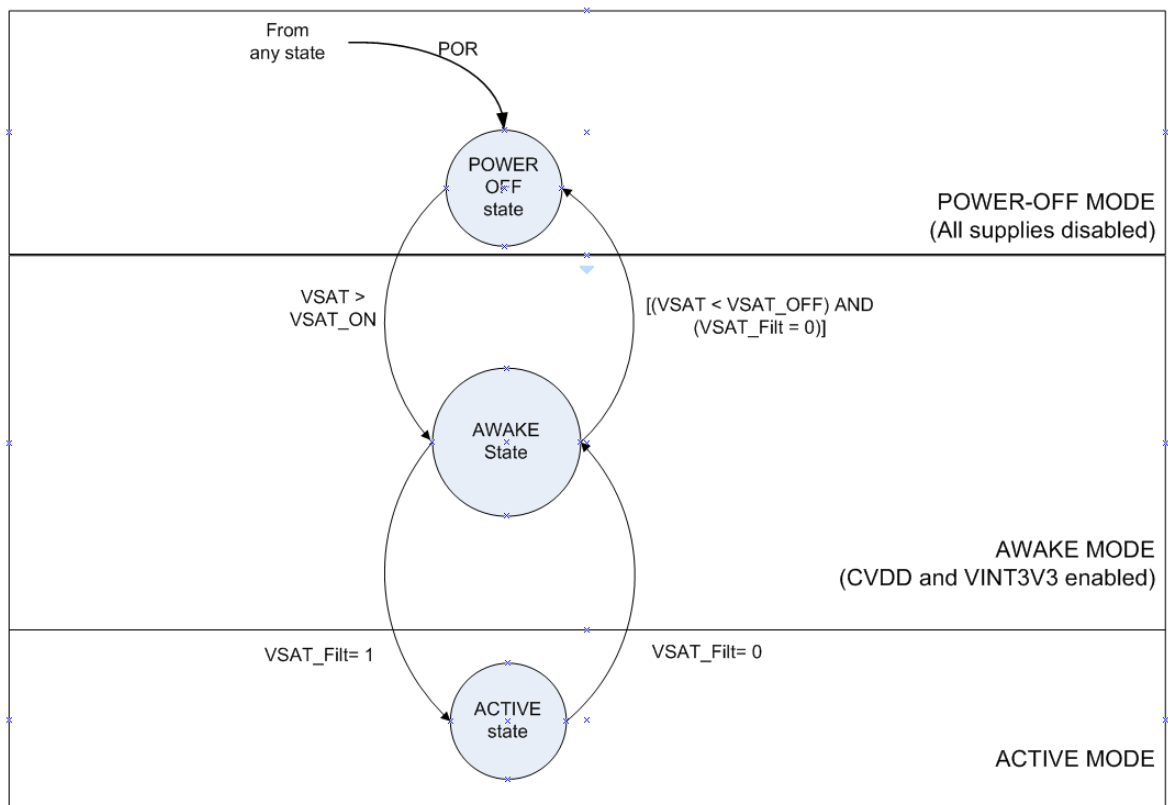 From
any state
POR
POWER
OFF
state
POWER-OFF MODE
(All supplies disabled)
VSAT >
VSAT_ON
[(VSAT < VSAT_OFF) AND
(VSAT_Filt = 0)]
AWAKE
State
AWAKE MODE
(CVDD and VINT3V3 enabled)
VSAT_Filt= 1
VSAT_Filt= 0
ACTIVE
state
ACTIVE MODE